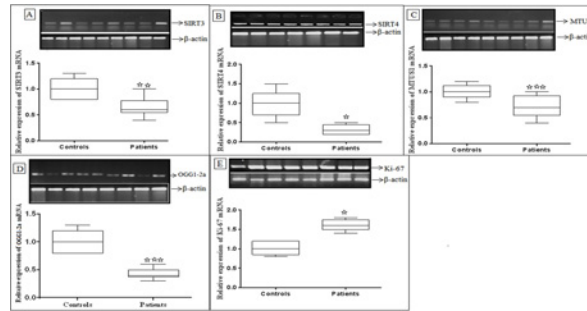 A
SIRT3
β-actin
Relative expression of SIRT3 mRNA
1.5
1.0
0.5
0.0
☆☆
Controls
Patients
B
SIRT4
β-actin
Relative expression of SIRT4 mRNA
2.0
1.5
1.0
0.5
0.0
☆
Controls
Patients
C
MTU
β-act
Relative expression of MTUS1 mRNA
1.5
1.0
0.5
0.0
☆☆☆
Controls
Patients
D
OGG1-2a
β-actin
Relative expression of OGG1-2a mRNA
1.5
1.0
0.5
0.0
☆☆☆
Controls
Patients
E
Ki-67
β-actin
Relative expression of Ki-67 mRNA
2.0
1.5
1.0
0.5
0.0
☆
Controls
Patients